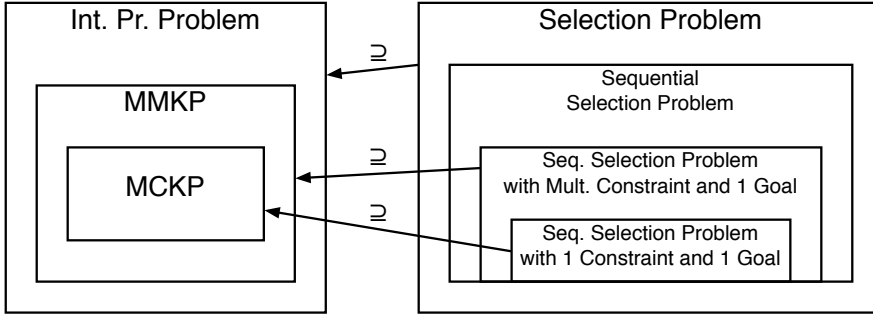 Int. Pr. Problem
MMKP
MCKP
⊇
⊇
⊇
Selection Problem
Sequential
Selection Problem
Seq. Selection Problem
with Mult. Constraint and 1 Goal
Seq. Selection Problem
with 1 Constraint and 1 Goal